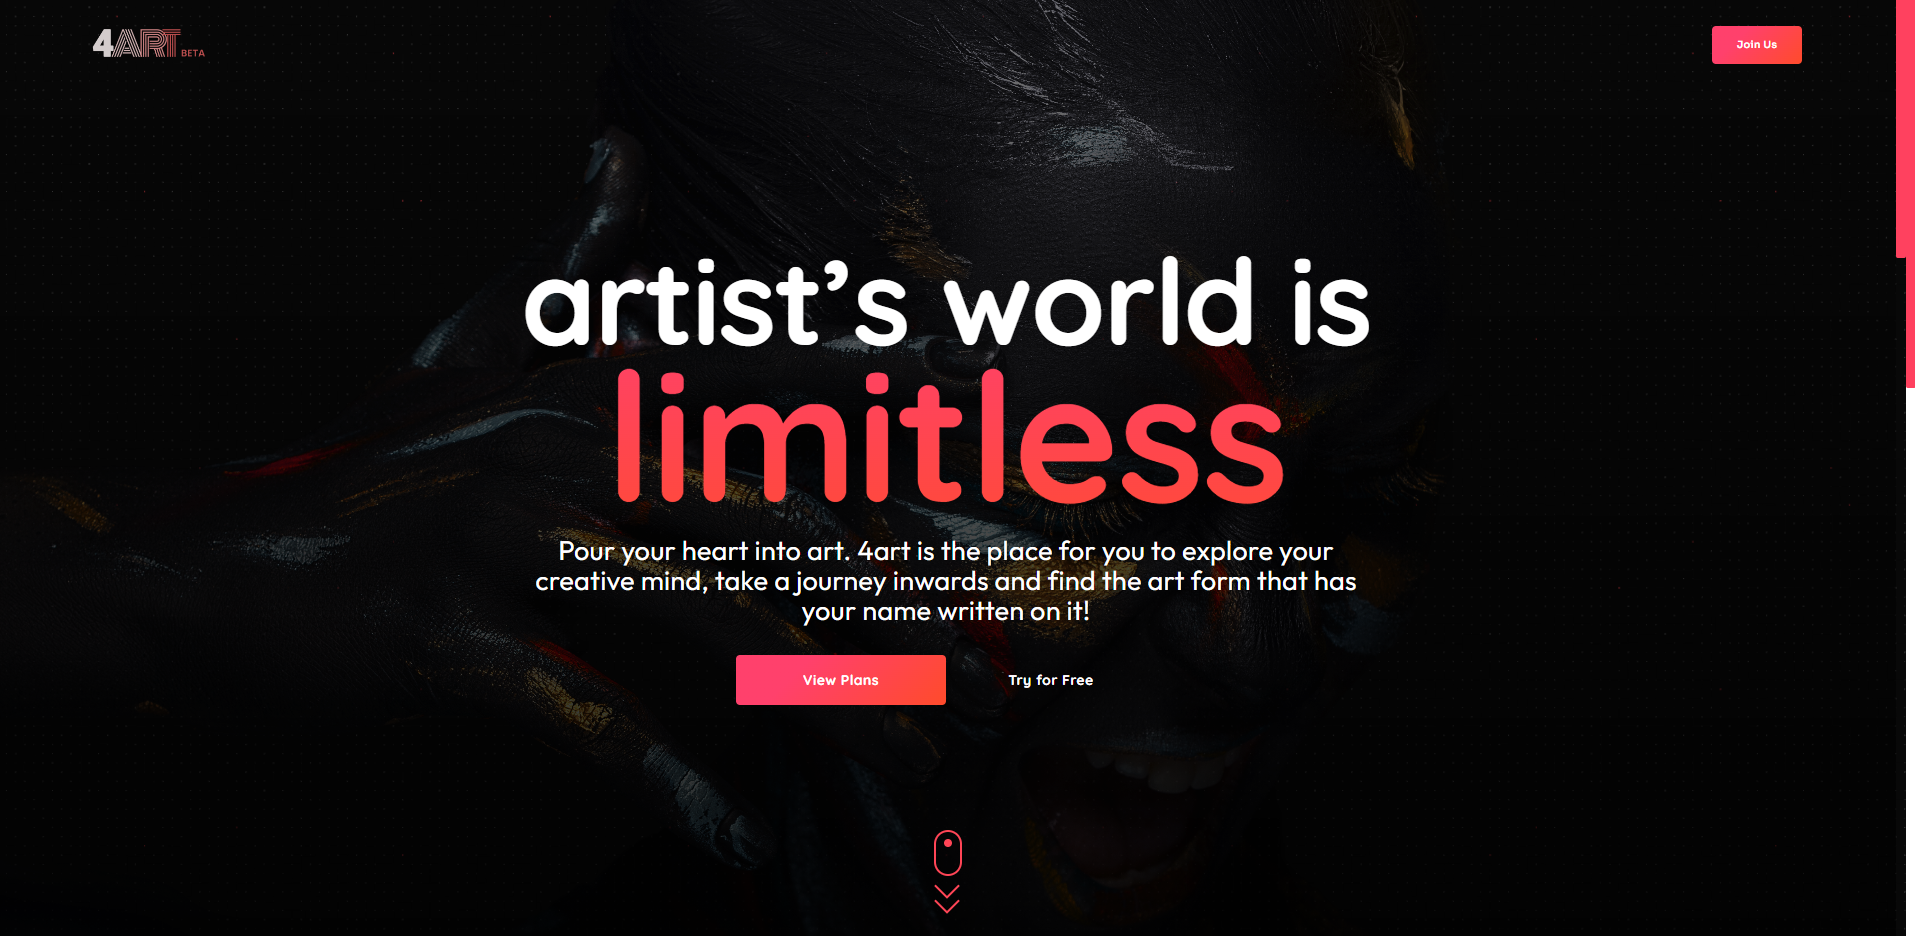 4ART BETA
Join Us
artist's world is
limitless
Pour your heart into art. 4art is the place for you to explore your
creative mind, take a journey inwards and find the art form that has
your name written on it!
View Plans
Try for Free